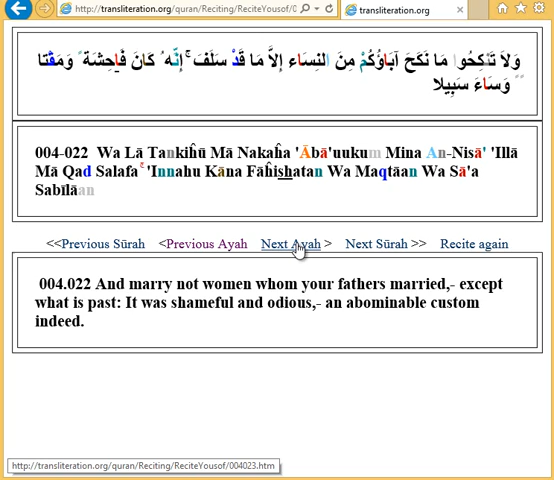 http://transliteration.org/quran/Reciting/ReciteYousof/
transliteration.org
وَلاَ تَنْكِحُوا مَا نَكَحَ آبَاؤُكُمْ مِنَ النِسَاء إِلاَّ مَا قَدْ سَلَفَ ۚ إِنَّه ُُ كَانَ فَاحِشَة ً وَمَقْتا
ً وَسَاءَ سَبِيلا ً
004-022 Wa Lā Tankiĥū Mā Nakaĥa 'Ābā'uukum Mina An-Nisā' 'Illā
Mā Qad Salafa ۚ 'Innahu Kāna Fāĥishatan Wa Maqtāan Wa Sā'a
Sabīlāan
<<Previous Sūrah <Previous Ayah Next Ayah > Next Sūrah >> Recite again
004.022 And marry not women whom your fathers married,- except
what is past: It was shameful and odious,- an abominable custom
indeed.
http://transliteration.org/quran/Reciting/ReciteYousof/004023.htm